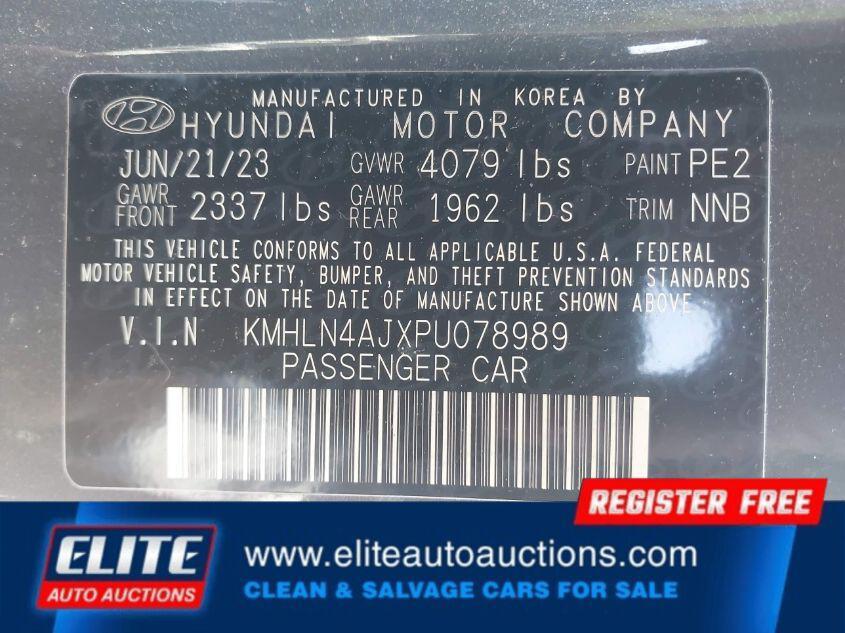 MANUFACTURED IN KOREA BY
HYUNDAI MOTOR COMPANY
JUN/21/23 GVWR 4079 lbs PAINT PE2
GAWR FRONT 2337 lbs GAWR REAR 1962 lbs TRIM NNB
THIS VEHICLE CONFORMS TO ALL APPLICABLE U.S.A. FEDERAL
MOTOR VEHICLE SAFETY, BUMPER, AND THEFT PREVENTION STANDARDS
IN EFFECT ON THE DATE OF MANUFACTURE SHOWN ABOVE
V.I.N KMHLN4AJXPU078989
PASSENGER CAR
REGISTER FREE
ELITE
AUTO AUCTIONS
www.eliteautoauctions.com
CLEAN & SALVAGE CARS FOR SALE